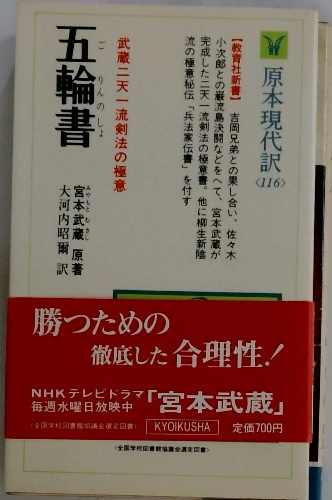 原本現代訳
〈116〉
【教育社新書】 吉岡兄弟との果し合い、佐々木
小次郎との巌流島決闘などをへて、宮本武蔵が
完成した二天一流剣法の極意書。他に柳生新陰
流の極意秘伝「兵法家伝書」を付す
武蔵二天一流剣法の極意
五輪書
ごりんのしょ
宮本武蔵 原著
みやもとむさし
大河内昭爾 訳
勝つための
徹底した合理性!
NHKテレビドラマ
毎週水曜日放映中
「宮本武蔵」
〈全国学校図書館協議会選定図書〉
KYOIKUSHA
定価700円
〈全国学校図書館協議会選定図書〉